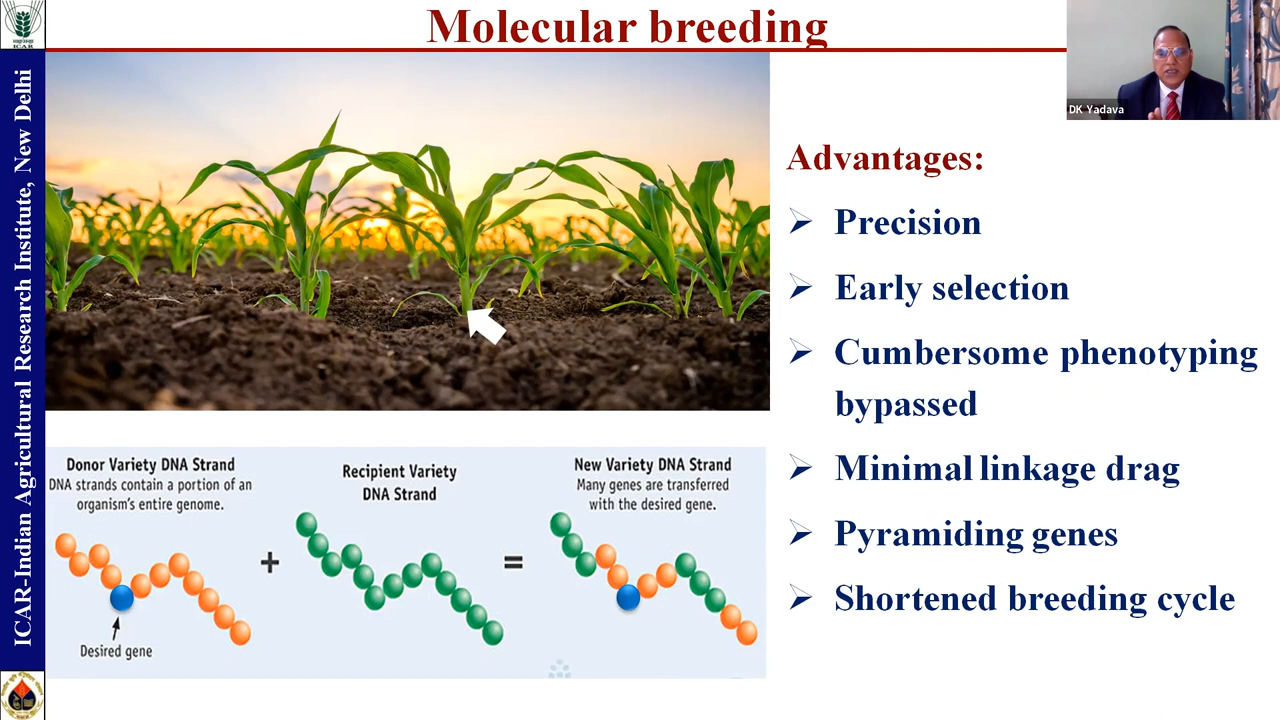 Molecular breeding
ICAR
ICAR-Indian Agricultural Research Institute, New Delhi
DK Yadava
Advantages:
Precision
Early selection
Cumbersome phenotyping
bypassed
Minimal linkage drag
Pyramiding genes
Shortened breeding cycle
Donor Variety DNA Strand
DNA strands contain a portion of an
organism's entire genome.
Desired gene
+
Recipient Variety
DNA Strand
=
New Variety DNA Strand
Many genes are transferred
with the desired gene.